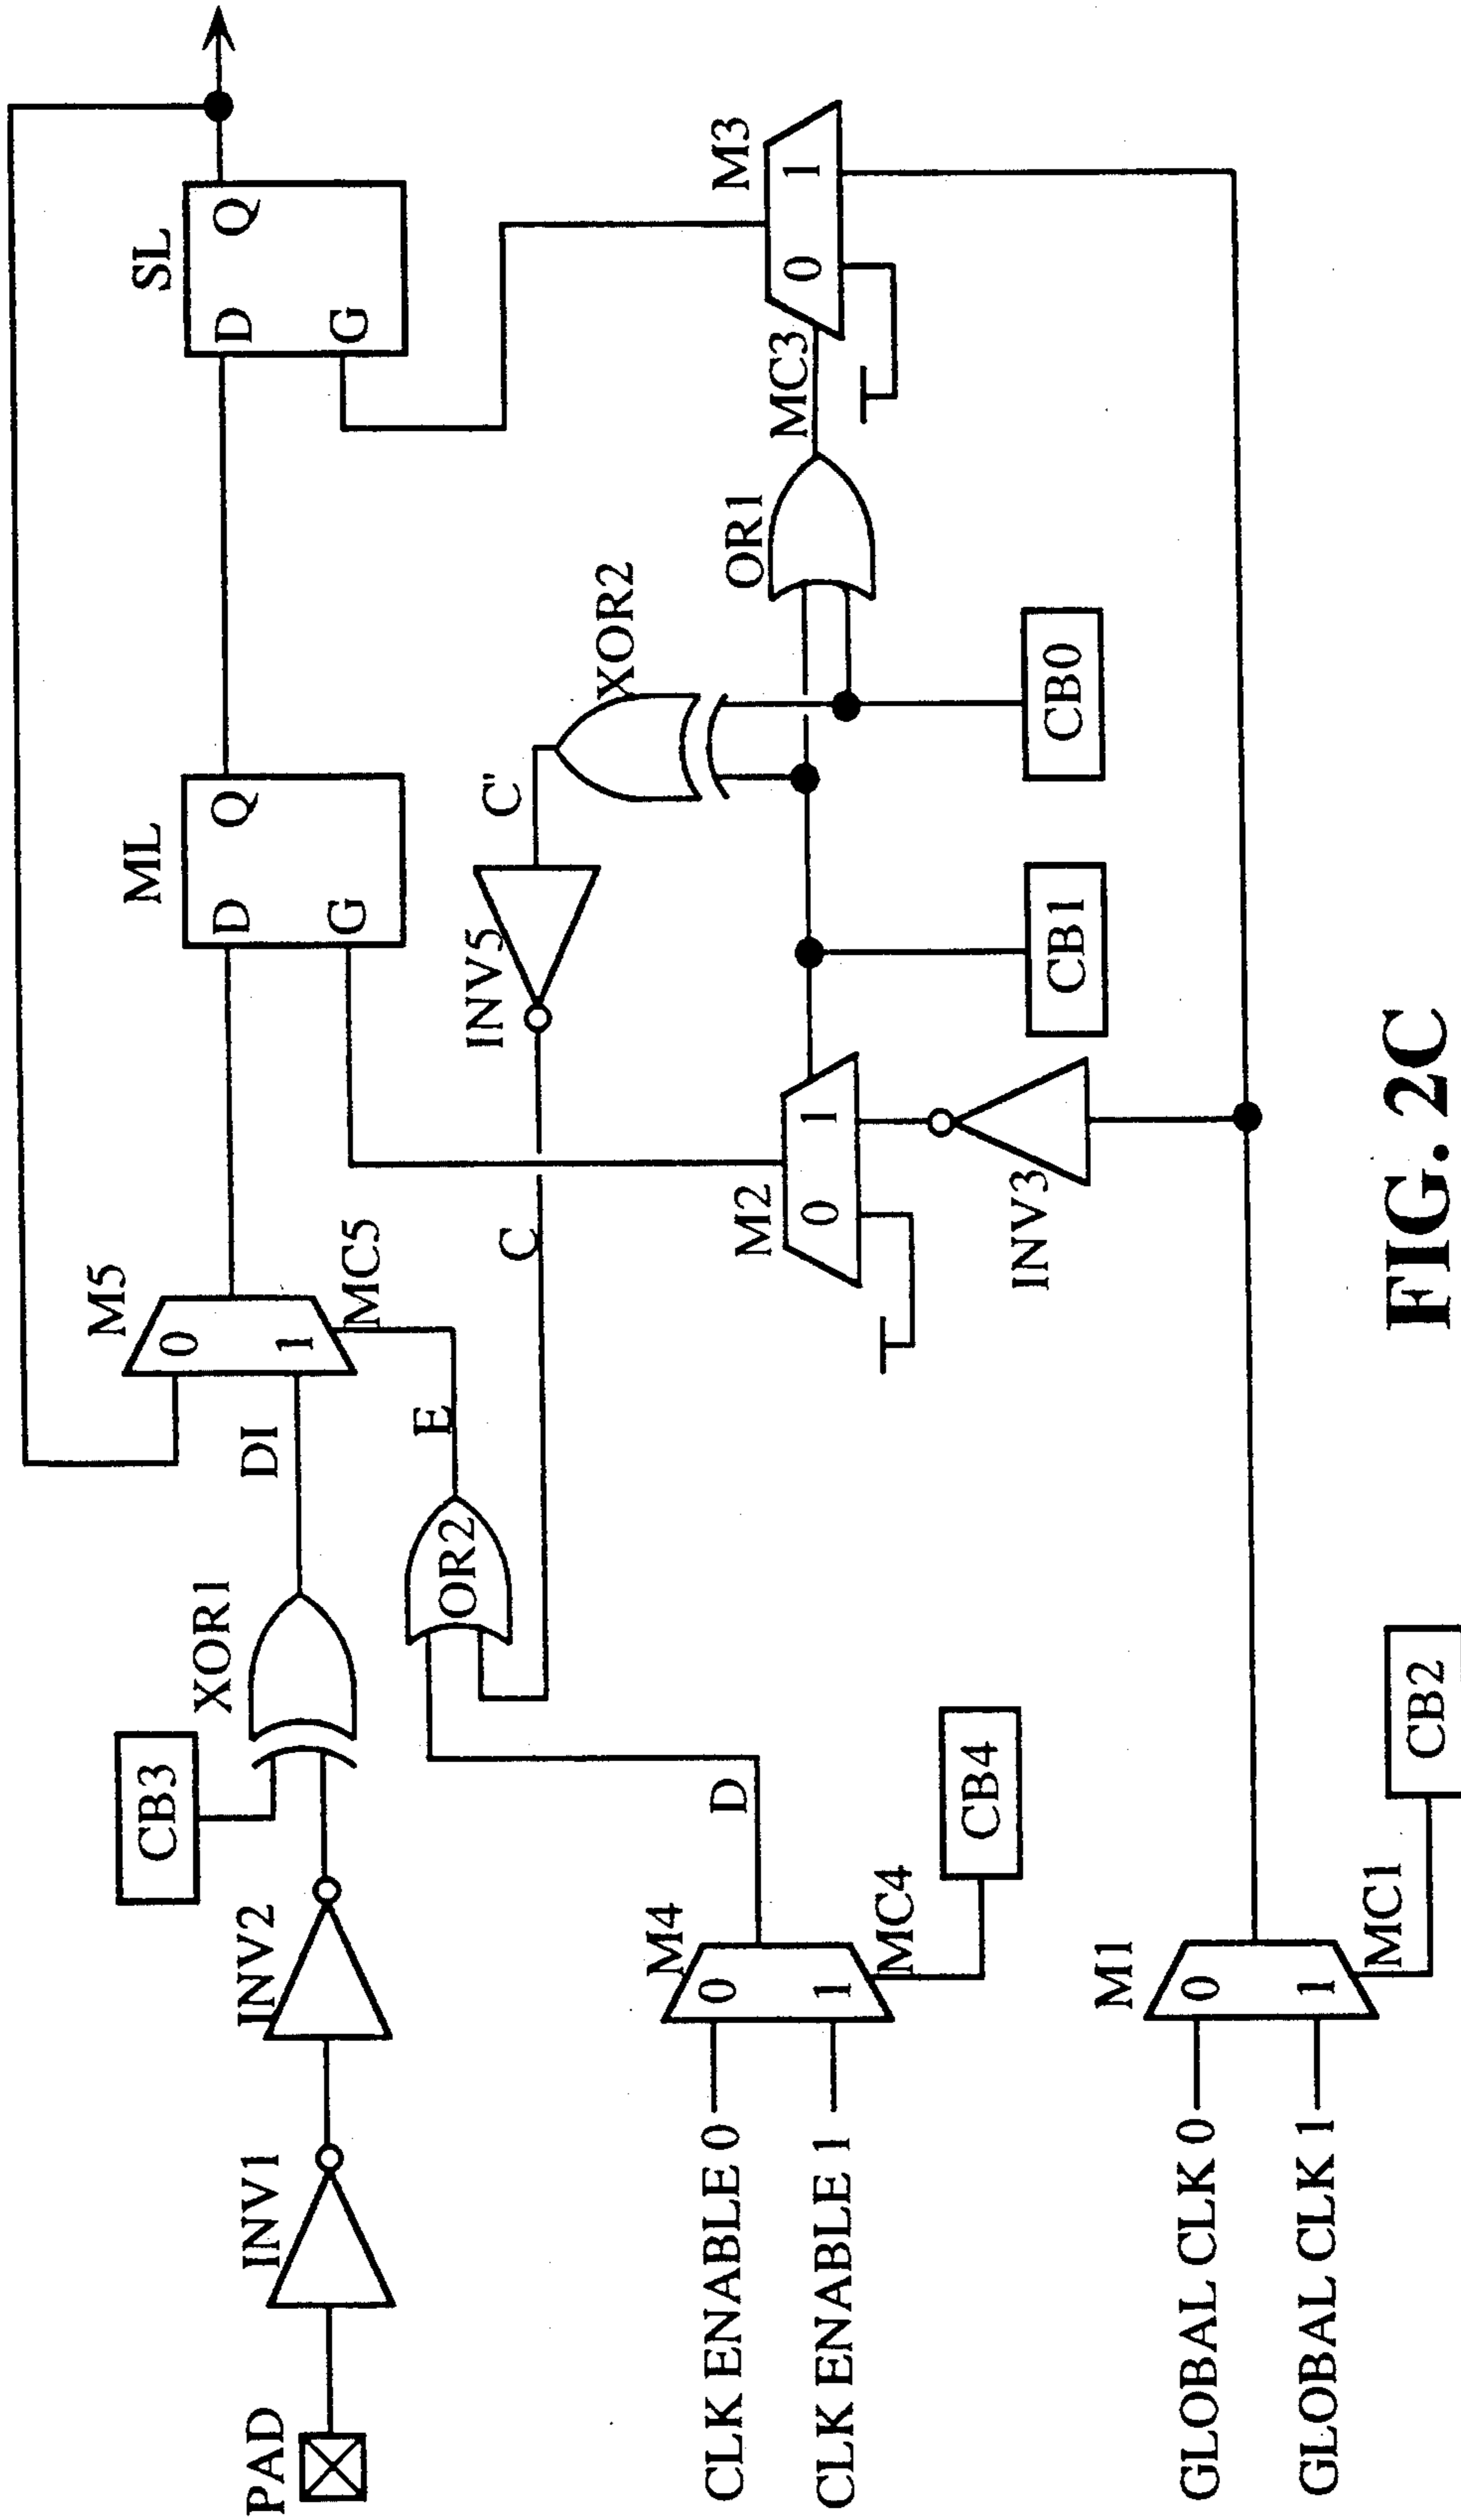 PAD
INV1
INV2
CB3
XOR1
DI
M5
0
1
MC5
ML
D Q
G
SL
D Q
G
CLK ENABLE 0
CLK ENABLE 1
M4
0
1
MC4
CB4
D
OR2
E
C
INV5
C'
XOR2
M2
0 1
INV3
CB1
CB0
OR1
MC3
M3
0 1
GLOBAL CLK 0
GLOBAL CLK 1
M1
0
1
MC1
CB2
FIG. 2C